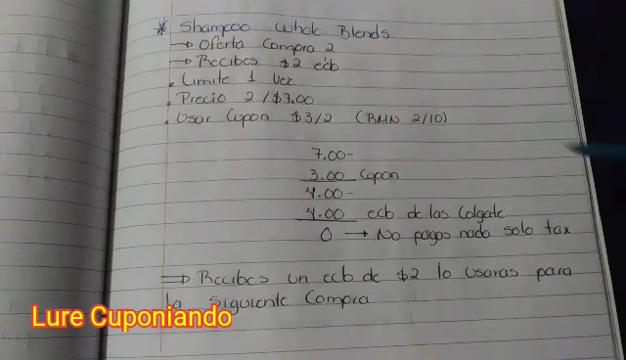 * Shampoo Whole Blends
→ Oferta Compra 2
→ Recibes $2 ecb
. Limite 1 vez
. Precio 2/$7.00
. Usar Cupon $3/2 (RMN 2/10)
7.00-
3.00 Cupon
4.00-
4.00 ecb de las Colgate
0 → No pagas nada solo tax
⇒ Recibes un ecb de $2 lo usaras para
la siguiente Compra
Lure Cuponiando